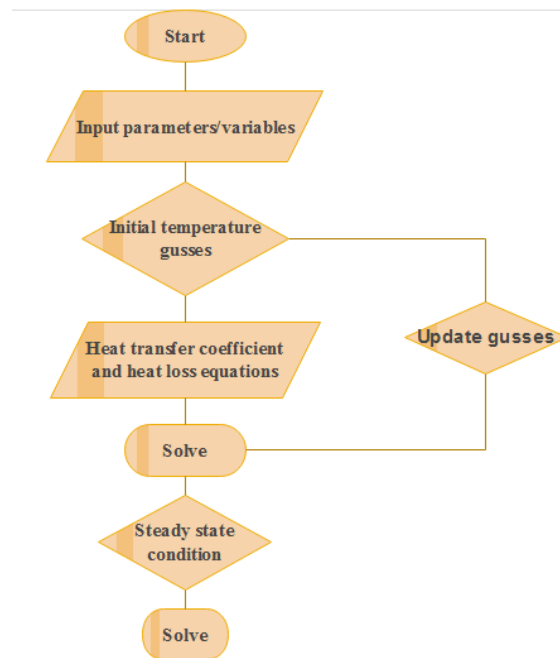 Start
Input parameters/variables
Initial temperature
gusses
Heat transfer coefficient
and heat loss equations
Update gusses
Solve
Steady state
condition
Solve